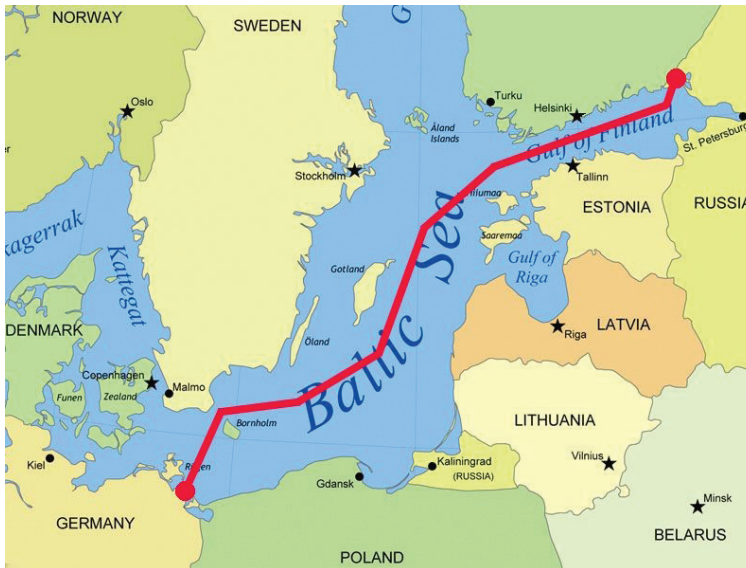 NORWAY
SWEDEN
G
Oslo
Turku
Helsinki
Åland
Islands
Gulf of Finland
St. Petersburg
Stockholm
Tallinn
ESTONIA
RUSSIA
kagerrak
Kattegat
Saaremaa
Gulf of
Riga
Gotland
Baltic Sea
DENMARK
Öland
Riga
LATVIA
Copenhagen
Malmo
Funen
Zealand
Bornholm
LITHUANIA
Kiel
Gdansk
Kaliningrad
(RUSSIA)
Vilnius
Minsk
GERMANY
POLAND
BELARUS